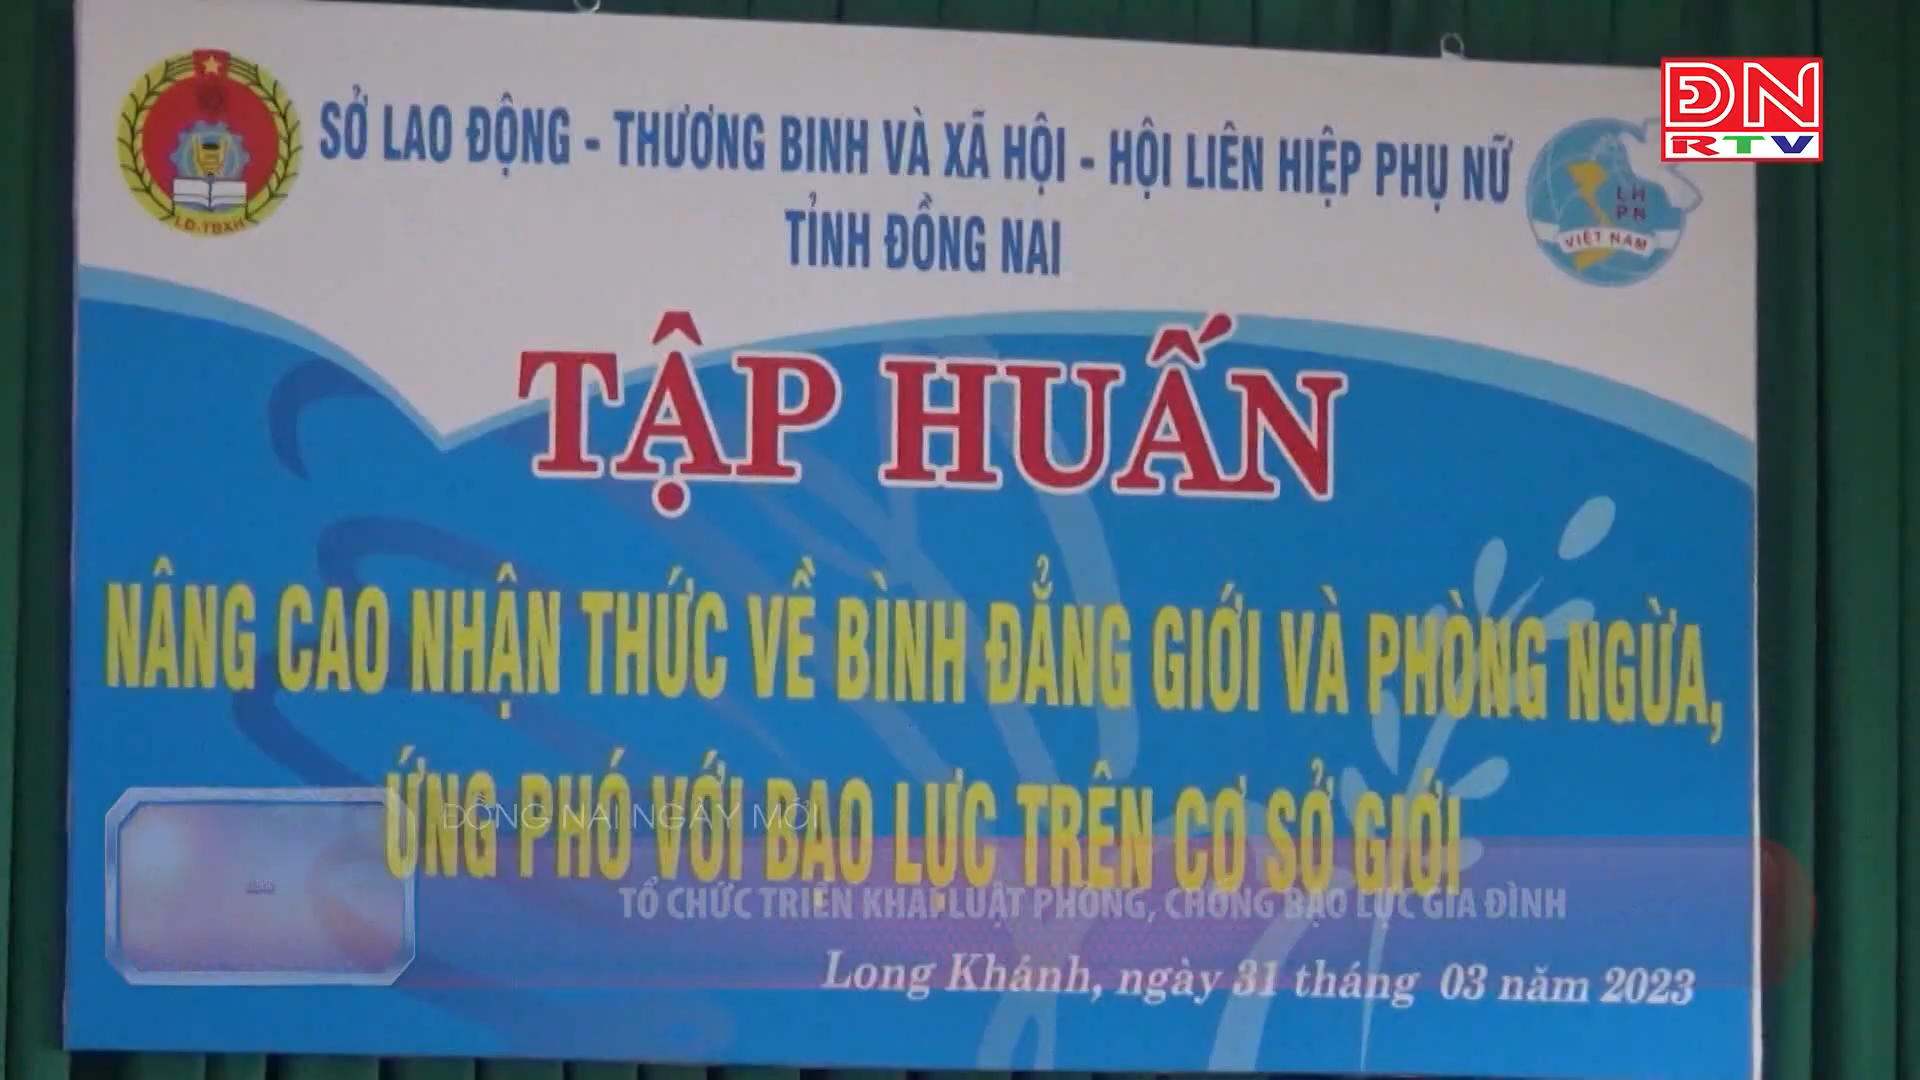 ĐN
RTV
SỞ LAO ĐỘNG - THƯƠNG BINH VÀ XÃ HỘI - HỘI LIÊN HIỆP PHỤ NỮ
TỈNH ĐỒNG NAI
LĐ-TBXH
LH
PN
VIỆT NAM
TẬP HUẤN
NÂNG CAO NHẬN THỨC VỀ BÌNH ĐẲNG GIỚI VÀ PHÒNG NGỪA,
ỨNG PHÓ VỚI BẠO LỰC TRÊN CƠ SỞ GIỚI
ĐỒNG NAI NGÀY MỚI
TỔ CHỨC TRIỂN KHAI LUẬT PHÒNG, CHỐNG BẠO LỰC GIA ĐÌNH
Long Khánh, ngày 31 tháng 03 năm 2023